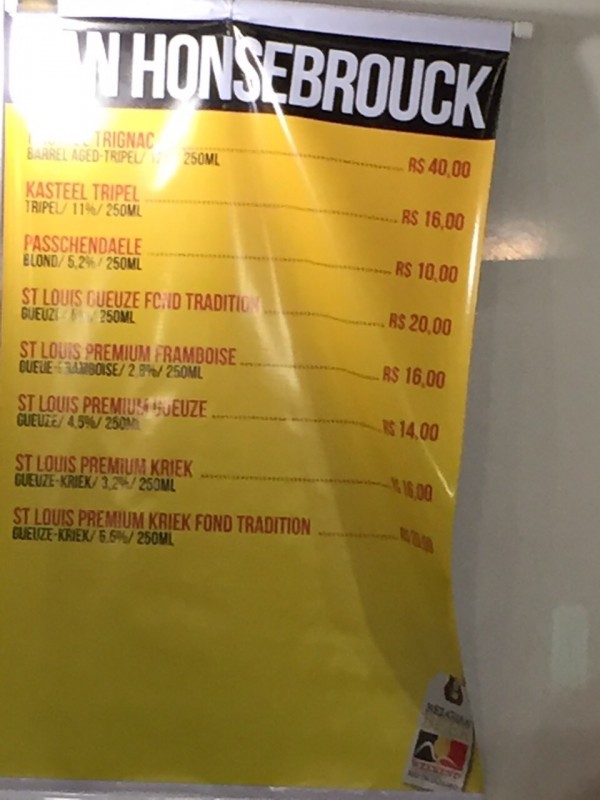 HONSEBROUCK
TRIGNAC R$ 40,00
BARREL AGED-TRIPEL/ 250ML
KASTEEL TRIPEL R$ 16,00
TRIPEL/ 11%/ 250ML
PASSCHENDAELE R$ 10,00
BLOND/ 5,2%/ 250ML
ST LOUIS GUEUZE FOND TRADITION R$ 20,00
250ML
ST LOUIS PREMIUM FRAMBOISE R$ 16,00
2,8%/ 250ML
ST LOUIS PREMIUM GUEUZE R$ 14,00
GUEUZE/ 4,5%/ 250ML
ST LOUIS PREMIUM KRIEK R$ 16,00
GUEUZE-KRIEK/ 3,2%/ 250ML
ST LOUIS PREMIUM KRIEK FOND TRADITION R$
GUEUZE-KRIEK/ 6,5%/ 250ML
BELGIAN
WEEKEND